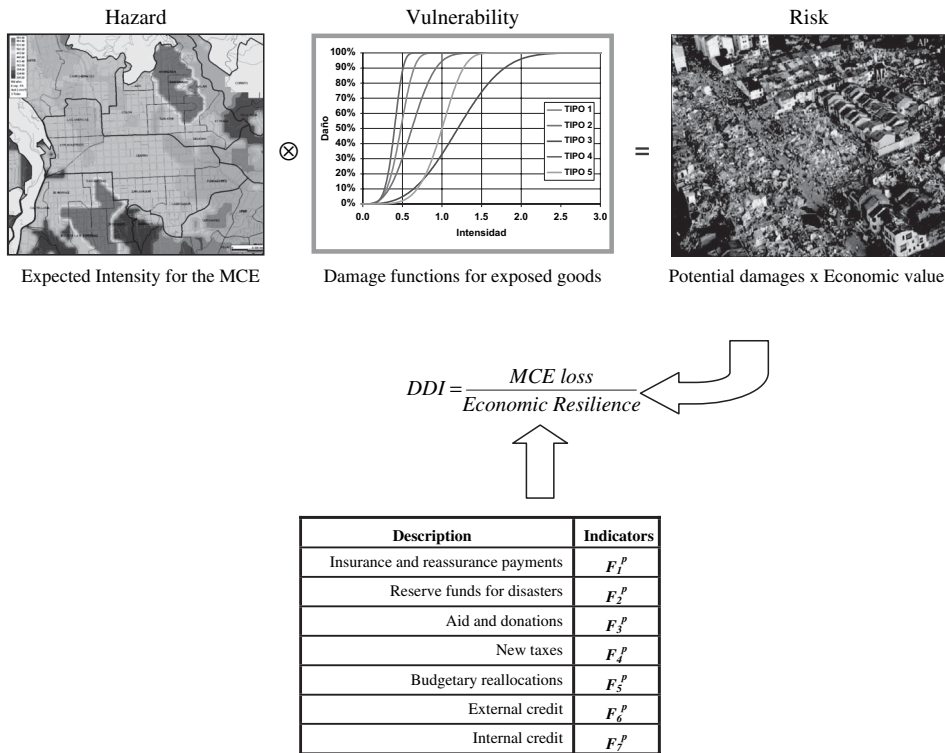 Hazard
Vulnerability
Risk
⊗
=
100%
90%
80%
70%
60%
50%
40%
30%
20%
10%
0%
Daño
TIPO 1
TIPO 2
TIPO 3
TIPO 4
TIPO 5
0.0 0.5 1.0 1.5 2.0 2.5 3.0
Intensidad
AP
Expected Intensity for the MCE
Damage functions for exposed goods
Potential damages x Economic value
DDI = MCE loss
Economic Resilience
Description Indicators
Insurance and reassurance payments F₁ᵖ
Reserve funds for disasters F₂ᵖ
Aid and donations F₃ᵖ
New taxes F₄ᵖ
Budgetary reallocations F₅ᵖ
External credit F₆ᵖ
Internal credit F₇ᵖ